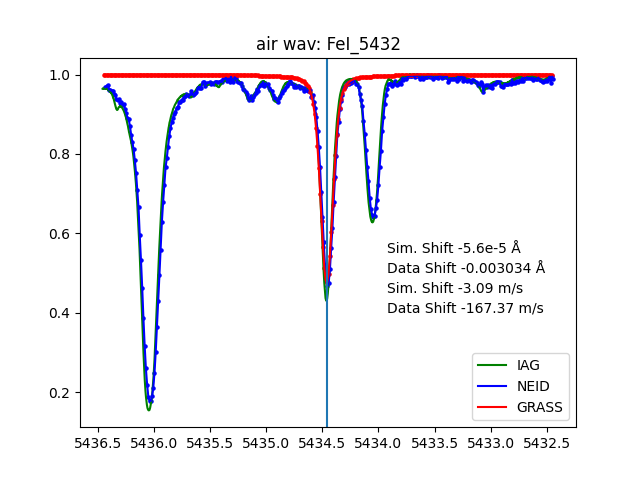 air wav: FeI_5432
1.0
0.8
0.6
0.4
0.2
Sim. Shift -5.6e-5 Å
Data Shift -0.003034 Å
Sim. Shift -3.09 m/s
Data Shift -167.37 m/s
IAG
NEID
GRASS
5436.5 5436.0 5435.5 5435.0 5434.5 5434.0 5433.5 5433.0 5432.5